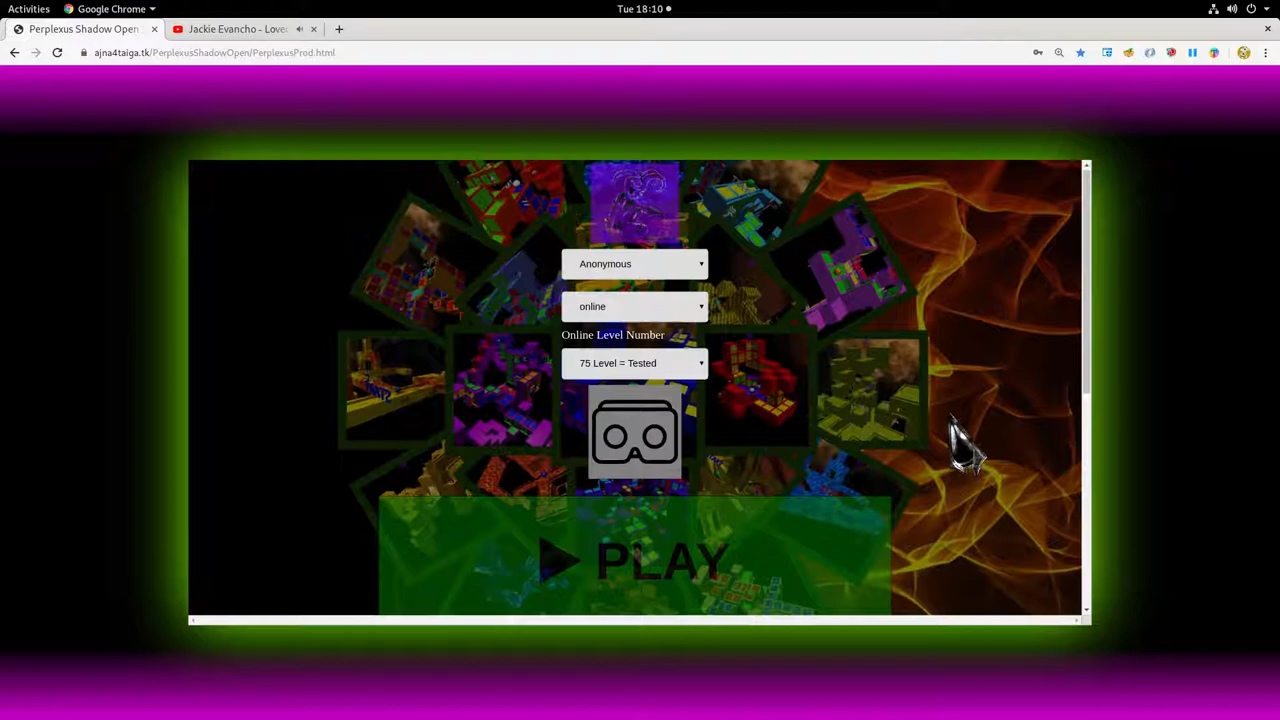 Activities
Google Chrome
Tue 18:10
Perplexus Shadow Open
Jackie Evancho - Loved
ajna4taiga.tk/PerplexusShadowOpen/PerplexusProd.html
Anonymous
online
Online Level Number
75 Level = Tested
PLAY